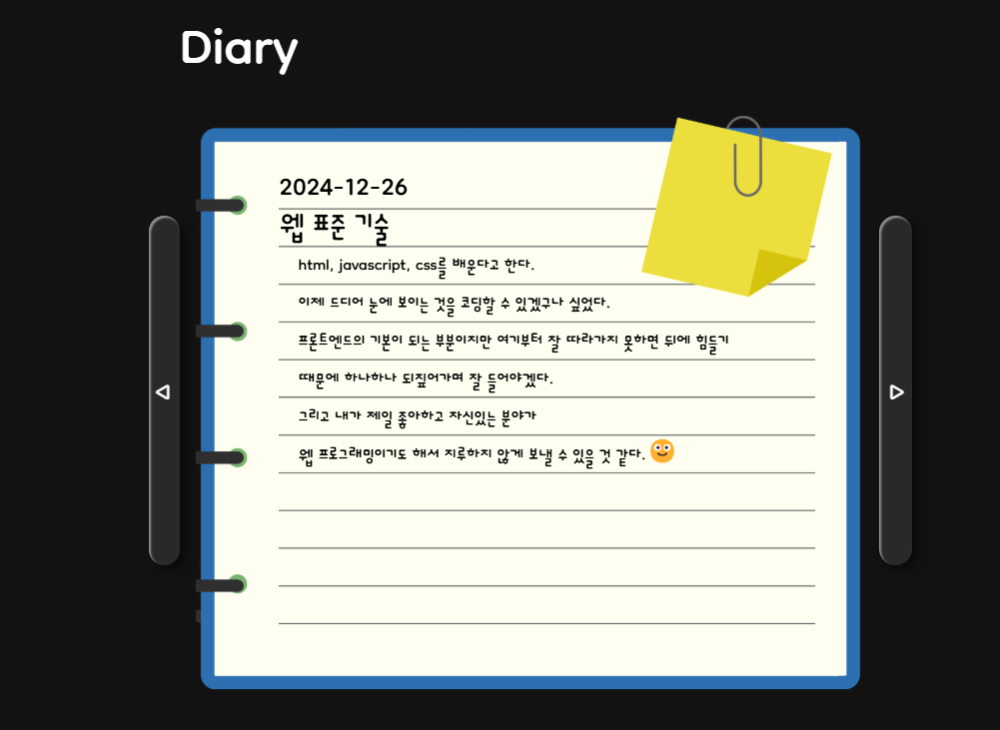 Diary
2024-12-26
웹 표준 기술
html, javascript, css를 배운다고 한다.
이제 드디어 눈에 보이는 것을 코딩할 수 있겠구나 싶었다.
프론트엔드의 기본이 되는 부분이지만 여기부터 잘 따라가지 못하면 뒤에 힘들기
때문에 하나하나 되짚어가며 잘 들어야겠다.
그리고 내가 제일 좋아하고 자신있는 분야가
웹 프로그래밍이기도 해서 지루하지 않게 보낼 수 있을 것 같다.